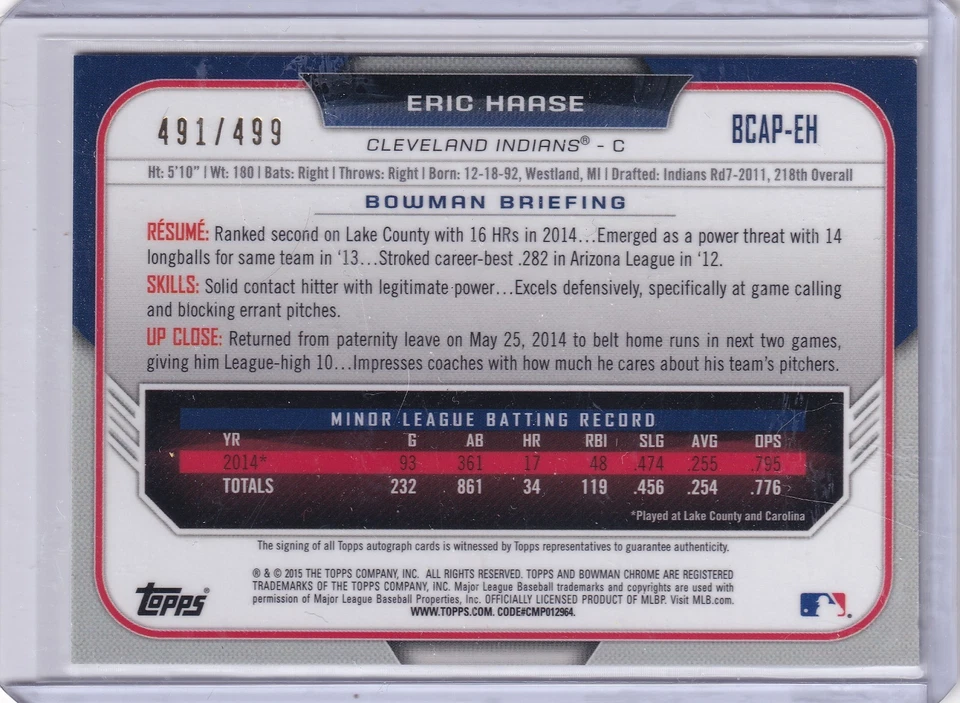 ERIC HAASE
491/499
CLEVELAND INDIANS® - C
BCAP-EH
Ht: 5'10" | Wt: 180 | Bats: Right | Throws: Right | Born: 12-18-92, Westland, MI | Drafted: Indians Rd7-2011, 218th Overall
BOWMAN BRIEFING
RÉSUMÉ: Ranked second on Lake County with 16 HRs in 2014...Emerged as a power threat with 14
longballs for same team in '13...Stroked career-best .282 in Arizona League in '12.
SKILLS: Solid contact hitter with legitimate power...Excels defensively, specifically at game calling
and blocking errant pitches.
UP CLOSE: Returned from paternity leave on May 25, 2014 to belt home runs in next two games,
giving him League-high 10...Impresses coaches with how much he cares about his team's pitchers.
MINOR LEAGUE BATTING RECORD
YR G AB HR RBI SLG AVG OPS
2014* 93 361 17 48 .474 .255 .795
TOTALS 232 861 34 119 .456 .254 .776
*Played at Lake County and Carolina
The signing of all Topps autograph cards is witnessed by Topps representatives to guarantee authenticity.
® & © 2015 THE TOPPS COMPANY, INC. ALL RIGHTS RESERVED. TOPPS AND BOWMAN CHROME ARE REGISTERED
TRADEMARKS OF THE TOPPS COMPANY, INC. Major League Baseball trademarks and copyrights are used with
permission of Major League Baseball Properties, Inc. OFFICIALLY LICENSED PRODUCT OF MLBP. Visit MLB.com.
WWW.TOPPS.COM. CODE#CMP012964.
TOPPS®